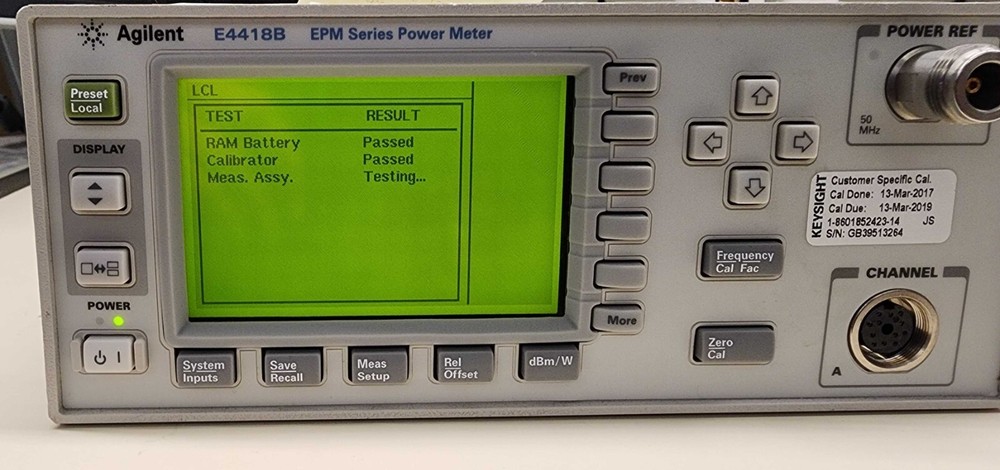 Agilent E4418B EPM Series Power Meter
POWER REF
50
MHz
Preset
Local
DISPLAY
POWER
LCL
TEST RESULT
RAM Battery Passed
Calibrator Passed
Meas. Assy. Testing...
Prev
More
System
Inputs
Save
Recall
Meas
Setup
Rel
Offset
dBm/W
Frequency
Cal Fac
Zero
Cal
KEYSIGHT
Customer Specific Cal.
Cal Done: 13-Mar-2017
Cal Due: 13-Mar-2019
1-8601852423-14 JS
S/N: GB39513264
CHANNEL
A